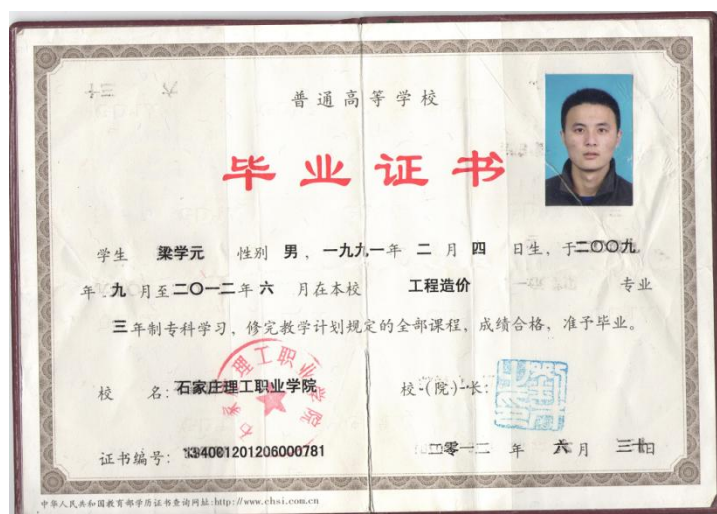 普通高等学校
毕业证书
学生 梁学元 性别 男，一九九一年 二 月 四 日生，于二〇〇九
年 九 月至二〇一二年 六 月在本校 工程造价 专业
三年制专科学习，修完教学计划规定的全部课程，成绩合格，准予毕业。
校 名：石家庄理工职业学院 校（院）长：
证书编号：134001201206000781 二零一二 年 六 月 三十日
中华人民共和国教育部学历证书查询网址:http://www.chsi.com.cn